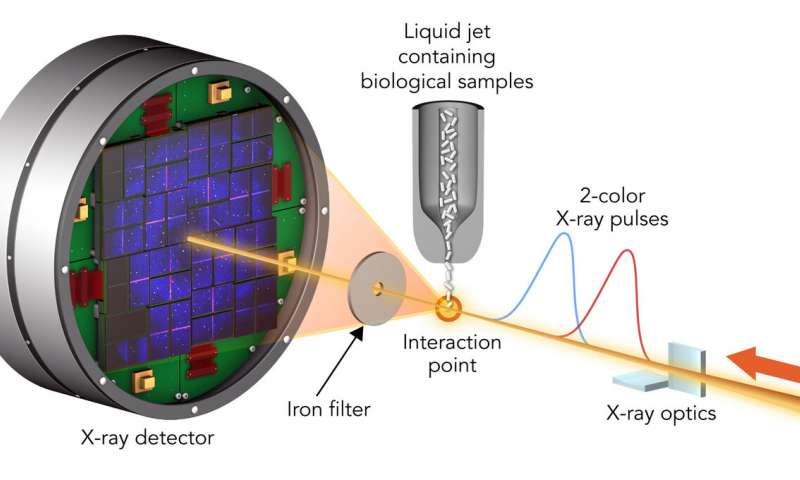 Liquid jet
containing
biological samples
2-color
X-ray pulses
Interaction
point
Iron filter
X-ray optics
X-ray detector